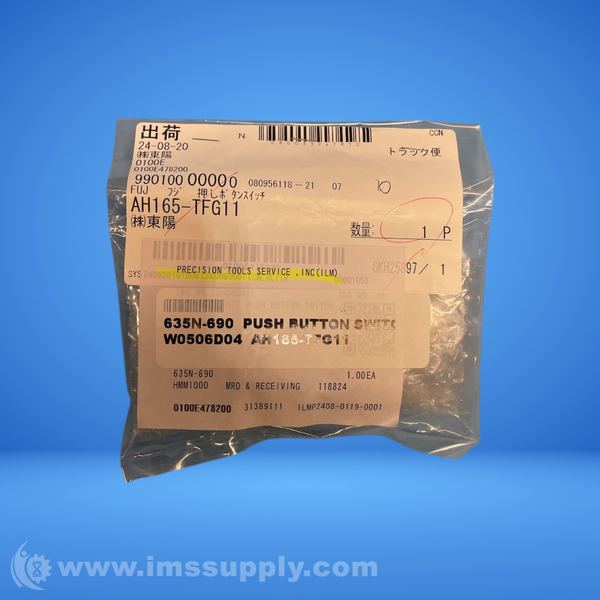 出荷 N CCN
24-08-20 トラック便
(株)東陽
0100E
0100E478200
990100 00000 080956118-21 07
FUJ フジ 押しボタンスイッチ
AH165-TFG11
(株)東陽 数量: 1 P
GKH25897/ 1
PRECISION TOOLS SERVICE ,INC(ILM)
635N-690 PUSH BUTTON SWITC
W0506D04 AH165-TFG11
635N-690 1.00EA
HMM1000 MRO & RECEIVING 118824
0100E478200 31389111 ILMP2408-0119-0001
www.imssupply.com